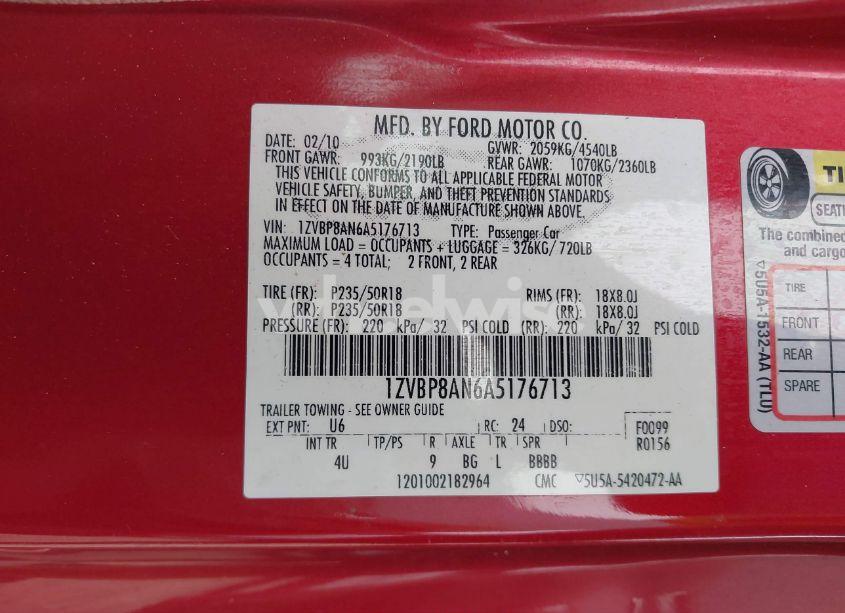 MFD. BY FORD MOTOR CO.
DATE: 02/10 GVWR: 2059KG/4540LB
FRONT GAWR: 993KG/2190LB REAR GAWR: 1070KG/2360LB
THIS VEHICLE CONFORMS TO ALL APPLICABLE FEDERAL MOTOR
VEHICLE SAFETY, BUMPER, AND THEFT PREVENTION STANDARDS
IN EFFECT ON THE DATE OF MANUFACTURE SHOWN ABOVE.
VIN: 1ZVBP8AN6A5176713 TYPE: Passenger Car
MAXIMUM LOAD = OCCUPANTS + LUGGAGE = 326KG/720LB
OCCUPANTS = 4 TOTAL; 2 FRONT, 2 REAR
TIRE (FR): P235/50R18 RIMS (FR): 18X8.0J
(RR): P235/50R18 (RR): 18X8.0J
PRESSURE (FR): 220 kPa/ 32 PSI COLD (RR): 220 kPa/ 32 PSI COLD
1ZVBP8AN6A5176713
TRAILER TOWING - SEE OWNER GUIDE
EXT PNT: U6 RC: 24 DSO: F0099
R0156
INT TR TP/PS R AXLE TR SPR
4U 9 BG L BBBB
1201002182964 CMC ▽5U5A-5420472-AA
TI
SEATI
The combined
and cargo
TIRE
FRONT
REAR
SPARE
▽5U5A-1532-AA (TLU)